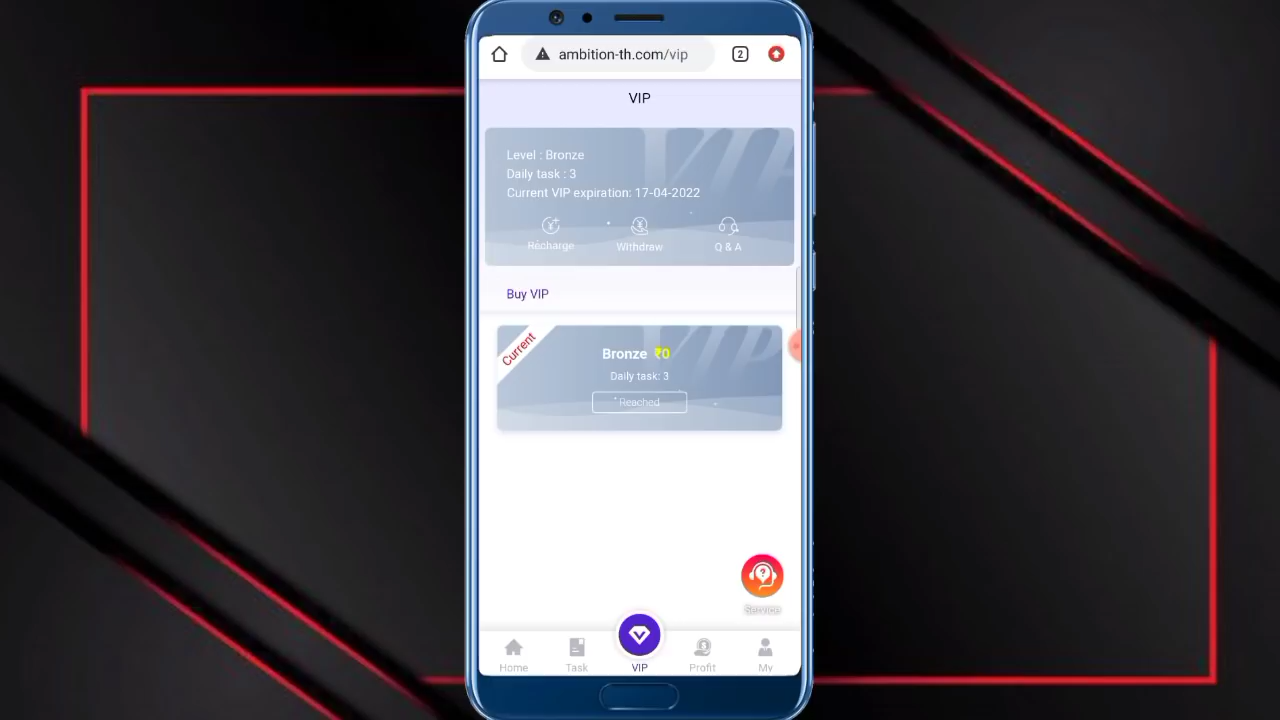 ambition-th.com/vip
2
VIP
Level : Bronze
Daily task : 3
Current VIP expiration: 17-04-2022
Recharge
Withdraw
Q & A
Buy VIP
Current
Bronze ₹0
Daily task: 3
Reached
Service
Home
Task
VIP
Profit
My